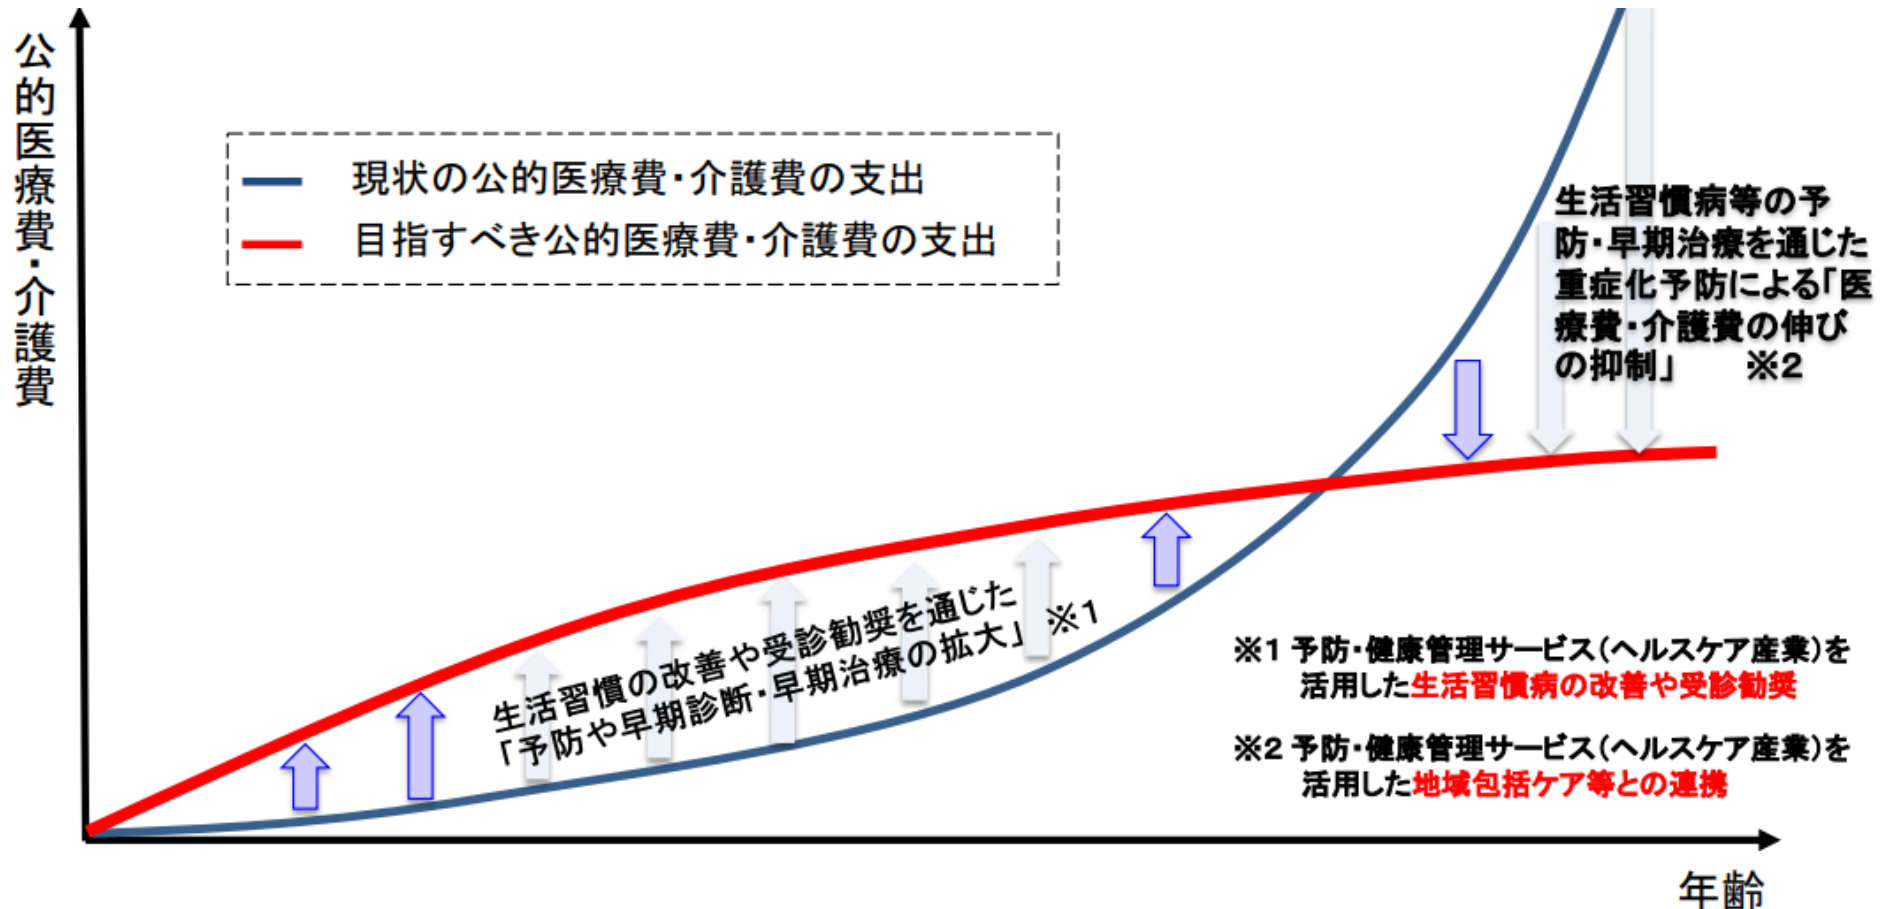 公的医療費・介護費
現状の公的医療費・介護費の支出
目指すべき公的医療費・介護費の支出
生活習慣病等の予
防・早期治療を通じた
重症化予防による「医
療費・介護費の伸び
の抑制」 ※2
生活習慣の改善や受診勧奨を通じた
「予防や早期診断・早期治療の拡大」 ※1
※1 予防・健康管理サービス(ヘルスケア産業)を
活用した生活習慣病の改善や受診勧奨
※2 予防・健康管理サービス(ヘルスケア産業)を
活用した地域包括ケア等との連携
年齢